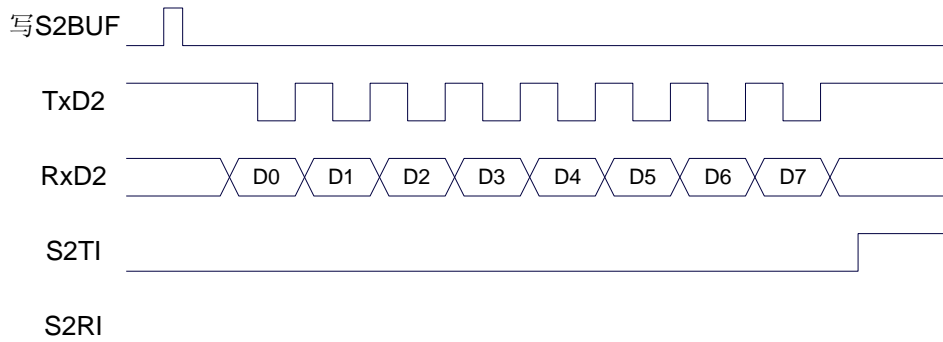 写S2BUF
TxD2
RxD2 D0 D1 D2 D3 D4 D5 D6 D7
S2TI
S2RI